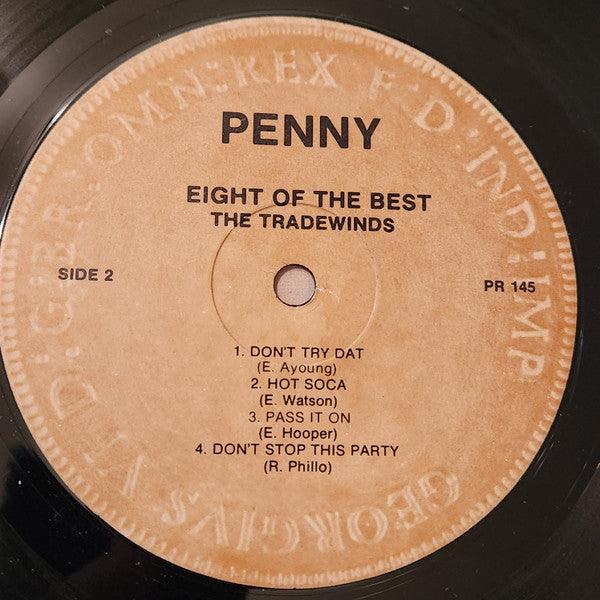 PENNY
EIGHT OF THE BEST
THE TRADEWINDS
SIDE 2
PR 145
1. DON'T TRY DAT
(E. Ayoung)
2. HOT SOCA
(E. Watson)
3. PASS IT ON
(E. Hooper)
4. DON'T STOP THIS PARTY
(R. Phillo)
GEORGIVS VI D:G:BR:OMN:REX F:D:IND:IMP